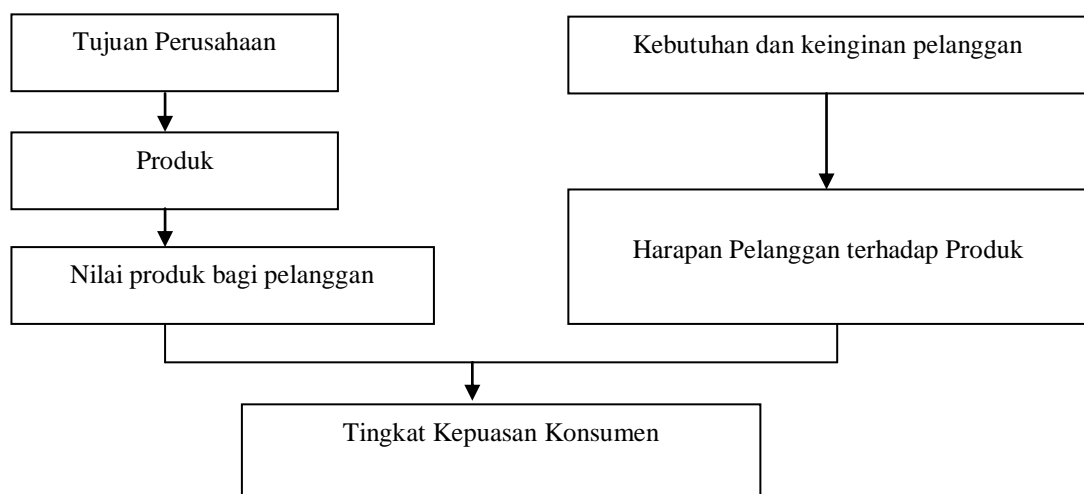 Tujuan Perusahaan
Kebutuhan dan keinginan pelanggan
Produk
Harapan Pelanggan terhadap Produk
Nilai produk bagi pelanggan
Tingkat Kepuasan Konsumen